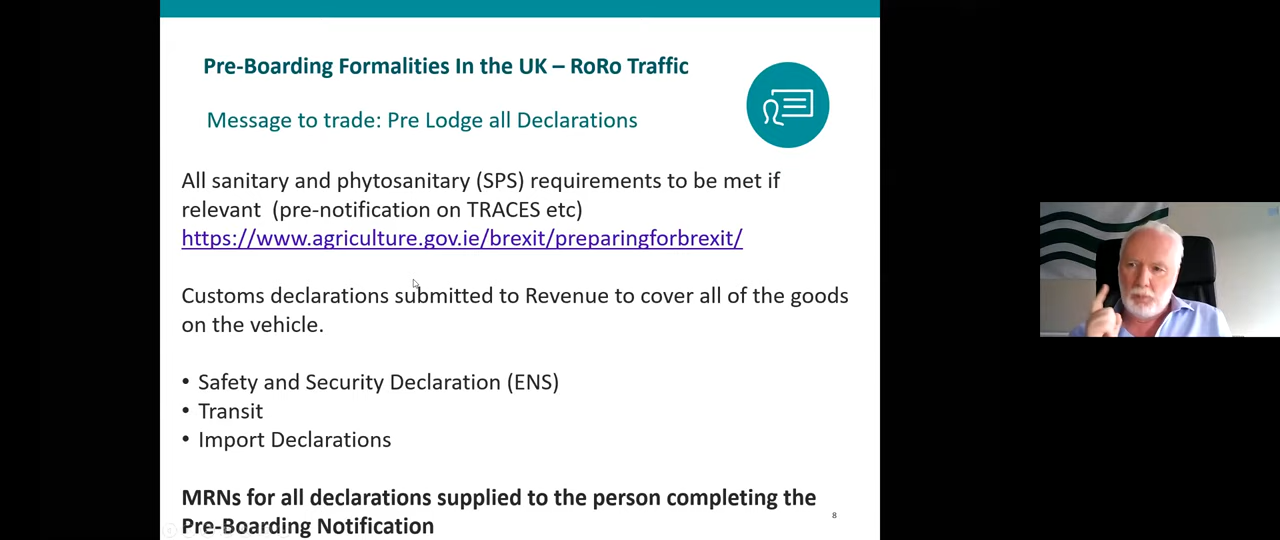 Pre-Boarding Formalities In the UK – RoRo Traffic
Message to trade: Pre Lodge all Declarations
All sanitary and phytosanitary (SPS) requirements to be met if
relevant  (pre-notification on TRACES etc)
https://www.agriculture.gov.ie/brexit/preparingforbrexit/
Customs declarations submitted to Revenue to cover all of the goods
on the vehicle.
• Safety and Security Declaration (ENS)
• Transit
• Import Declarations
MRNs for all declarations supplied to the person completing the
Pre-Boarding Notification
8